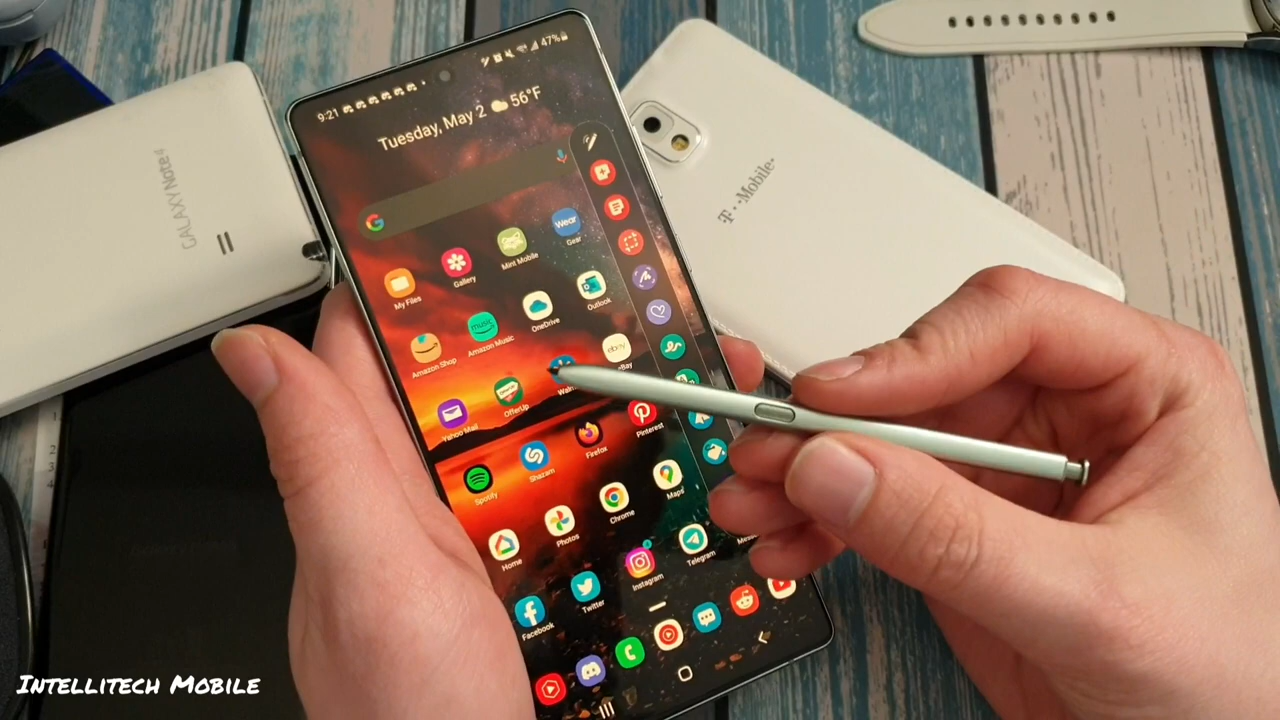 9:21
47%
Tuesday, May 2 56°F
GALAXY Note4
T··Mobile·
Wear
My Files
Gallery
Mint Mobile
Gear
Amazon Shop
music
Amazon Music
OneDrive
Outlook
Yahoo Mail
OfferUp
ebay
eBay
Spotify
Shazam
Firefox
Pinterest
Home
Photos
Chrome
Maps
Facebook
Twitter
Instagram
Telegram
INTELLITECH MOBILE